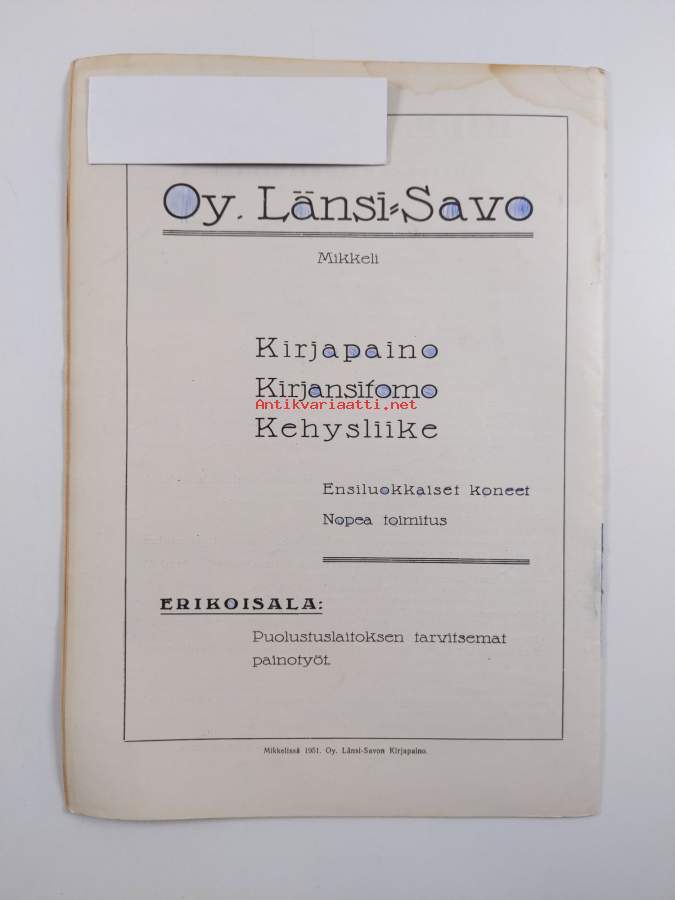 Oy. Länsi-Savo
Mikkeli
Kirjapaino
Kirjansitomo
Antikvariaatti.net
Kehysliike
Ensiluokkaiset koneet
Nopea toimitus
ERIKOISALA:
Puolustuslaitoksen tarvitsemat
painotyöt.
Mikkelissä 1931. Oy. Länsi-Savon Kirjapaino.